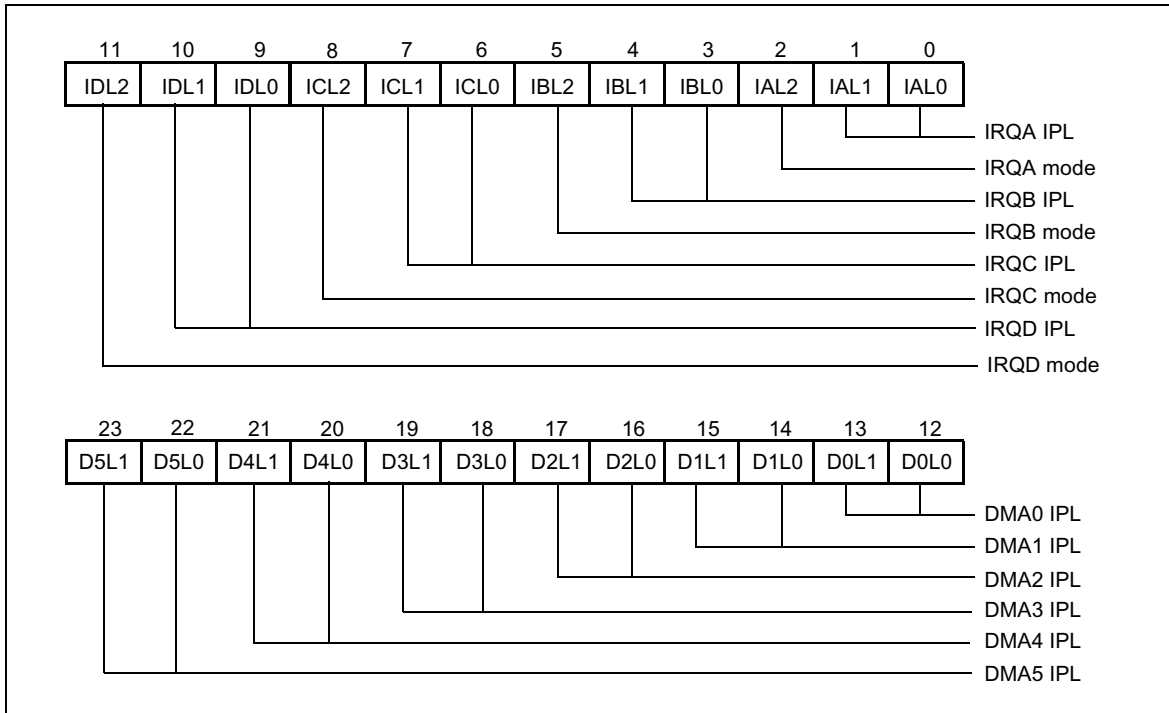 11 10 9 8 7 6 5 4 3 2 1 0
IDL2 IDL1 IDL0 ICL2 ICL1 ICL0 IBL2 IBL1 IBL0 IAL2 IAL1 IAL0
IRQA IPL
IRQA mode
IRQB IPL
IRQB mode
IRQC IPL
IRQC mode
IRQD IPL
IRQD mode
23 22 21 20 19 18 17 16 15 14 13 12
D5L1 D5L0 D4L1 D4L0 D3L1 D3L0 D2L1 D2L0 D1L1 D1L0 D0L1 D0L0
DMA0 IPL
DMA1 IPL
DMA2 IPL
DMA3 IPL
DMA4 IPL
DMA5 IPL